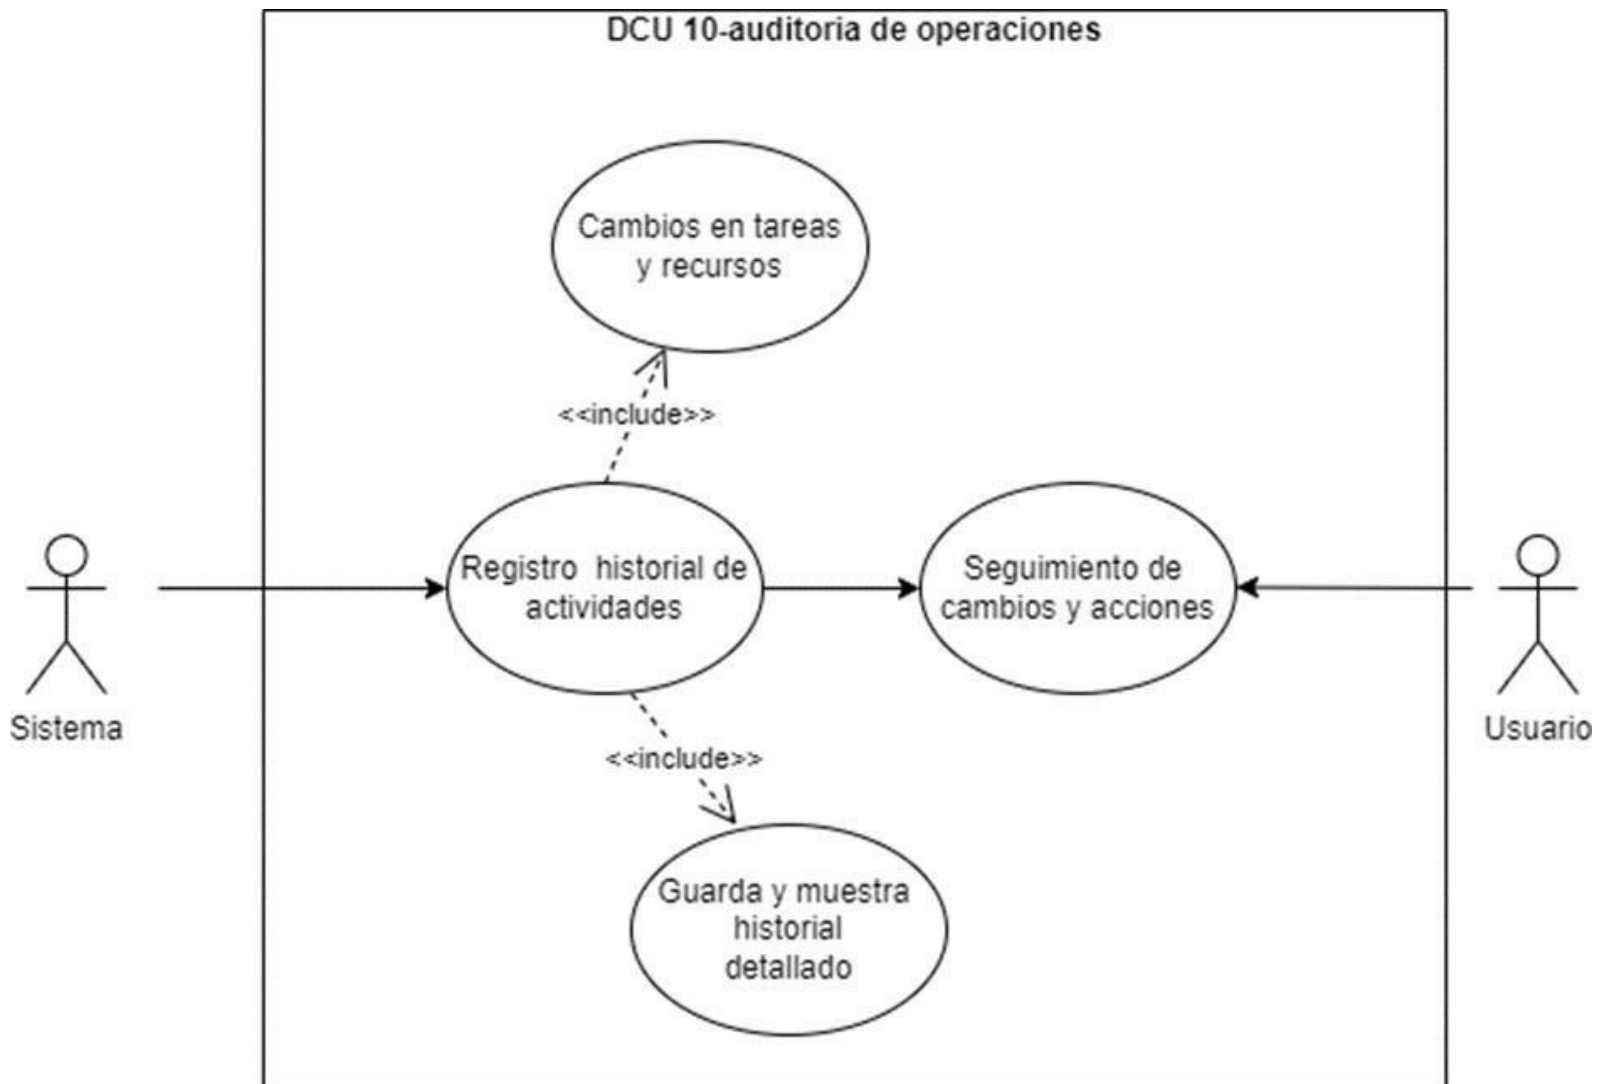 DCU 10-auditoria de operaciones
Cambios en tareas
y recursos
<<include>>
Registro historial de
actividades
Seguimiento de
cambios y acciones
Sistema
Usuario
<<include>>
Guarda y muestra
historial
detallado